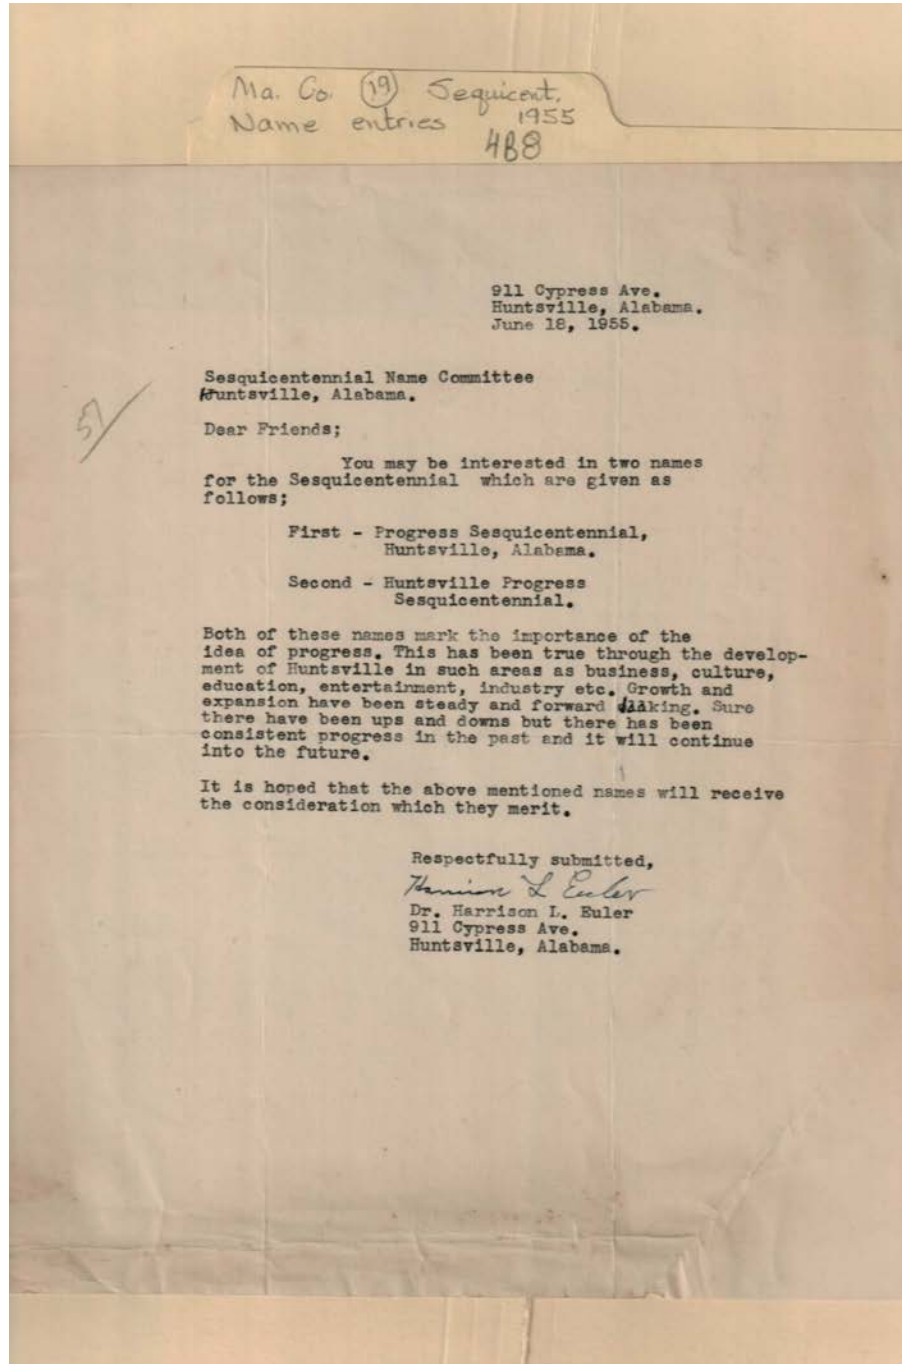 Ma. Co. 19 Sequicent.
Name entries 1955
4B8
911 Cypress Ave.
Huntsville, Alabama.
June 18, 1955.
Sesquicentennial Name Committee
Huntsville, Alabama.
51
Dear Friends;
You may be interested in two names
for the Sesquicentennial which are given as
follows;
First - Progress Sesquicentennial,
Huntsville, Alabama.
Second - Huntsville Progress
Sesquicentennial.
Both of these names mark the importance of the
idea of progress. This has been true through the develop-
ment of Huntsville in such areas as business, culture,
education, entertainment, industry etc. Growth and
expansion have been steady and forward . Sure
there have been ups and downs but there has been
consistent progress in the past and it will continue
into the future.
It is hoped that the above mentioned names will receive
the consideration which they merit.
Respectfully submitted,
Harrison L Euler
Dr. Harrison L. Euler
911 Cypress Ave.
Huntsville, Alabama.